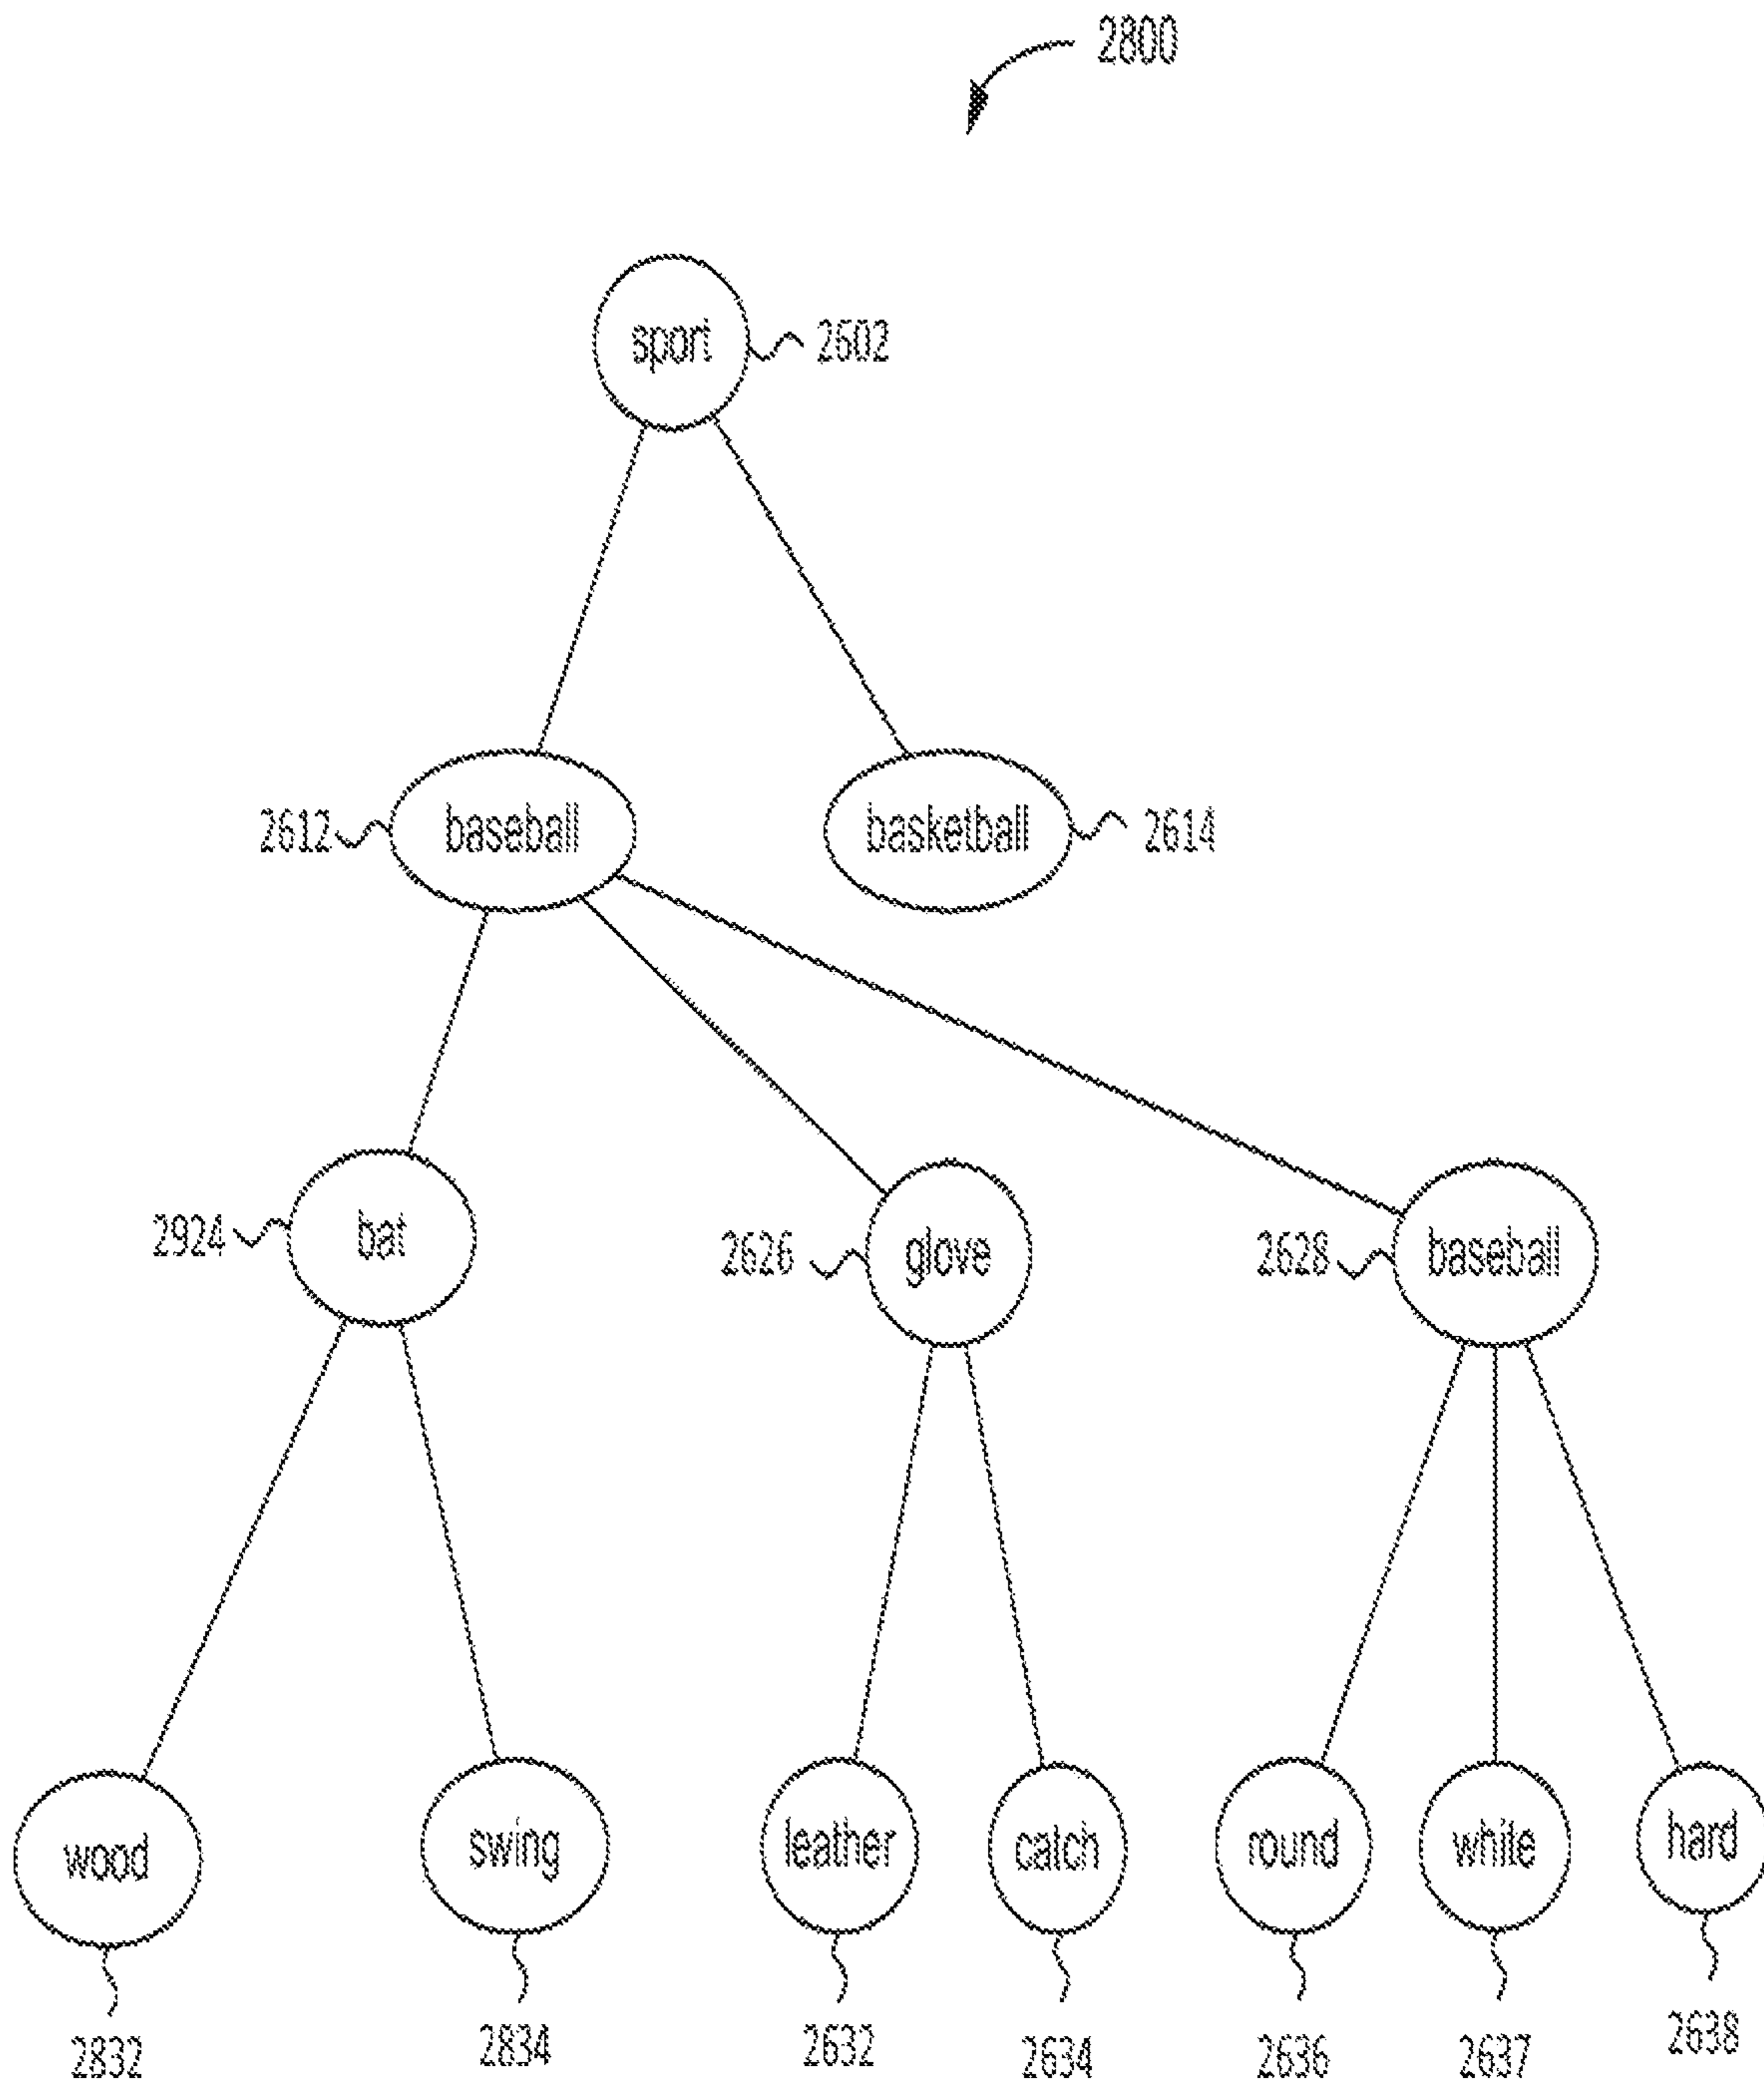 2800
sport 2602
2612 baseball basketball 2614
2924 bat 2626 glove 2628 baseball
wood swing leather catch round white hard
2832 2834 2632 2634 2636 2637 2638